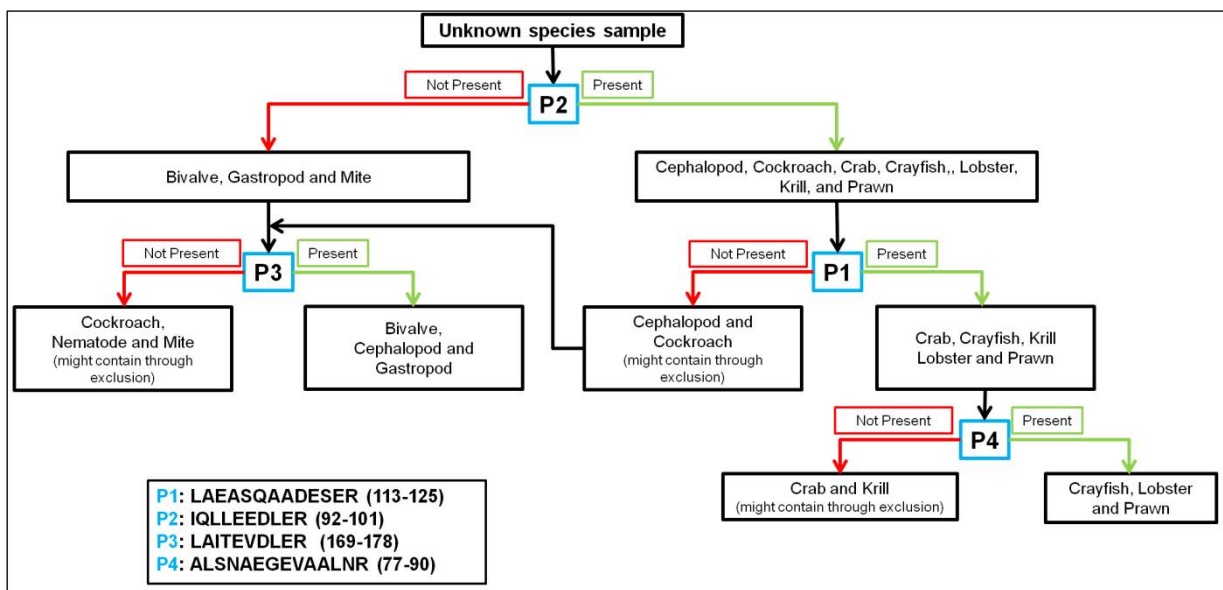 Unknown species sample
Not Present
Present
P2
Bivalve, Gastropod and Mite
Cephalopod, Cockroach, Crab, Crayfish,, Lobster,
Krill, and Prawn
Not Present
Present
P3
Not Present
Present
P1
Cockroach,
Nematode and Mite
(might contain through
exclusion)
Bivalve,
Cephalopod and
Gastropod
Cephalopod and
Cockroach
(might contain through
exclusion)
Crab, Crayfish, Krill
Lobster and Prawn
Not Present
Present
P4
Crab and Krill
(might contain through exclusion)
Crayfish, Lobster
and Prawn
P1: LAEASQAADESER (113-125)
P2: IQLLEEDLER (92-101)
P3: LAITEVDLER (169-178)
P4: ALSNAEGEVAALNR (77-90)